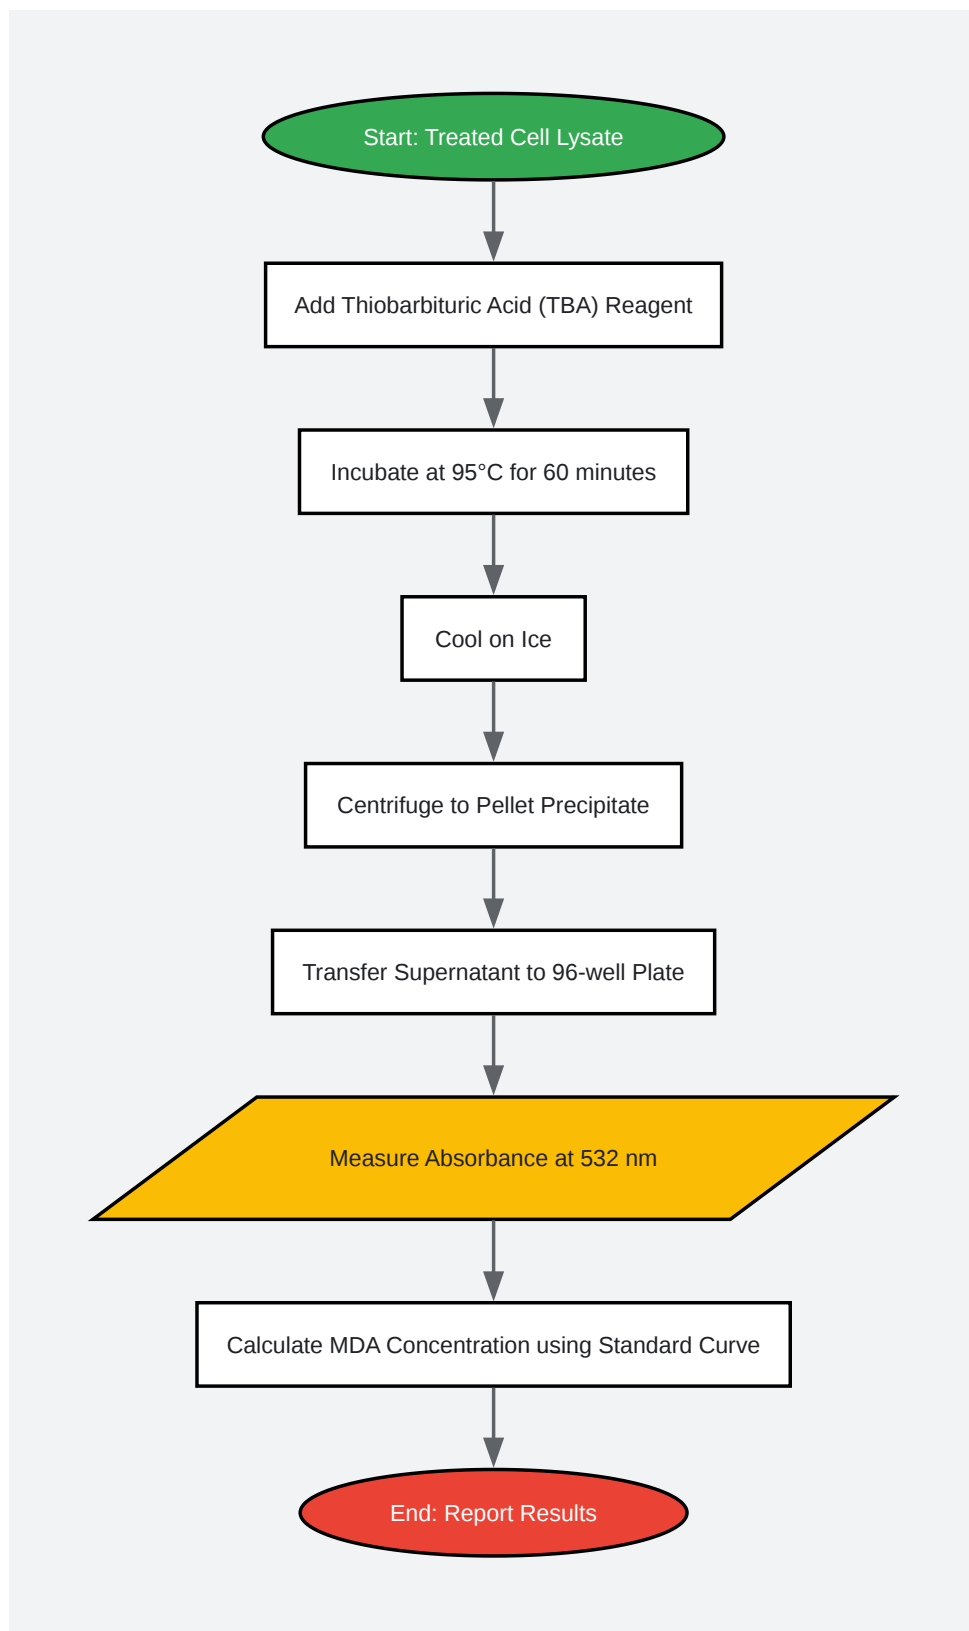 Start: Treated Cell Lysate
Add Thiobarbituric Acid (TBA) Reagent
Incubate at 95°C for 60 minutes
Cool on Ice
Centrifuge to Pellet Precipitate
Transfer Supernatant to 96-well Plate
Measure Absorbance at 532 nm
Calculate MDA Concentration using Standard Curve
End: Report Results